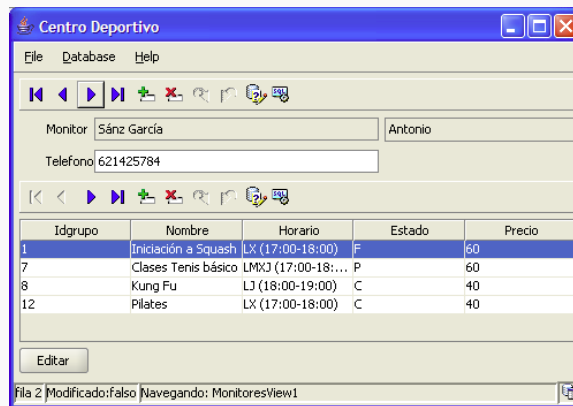 Centro Deportivo
File Database Help
Monitor Sánz García Antonio
Telefono 621425784
Idgrupo Nombre Horario Estado Precio
1 Iniciación a Squash LX (17:00-18:00) F 60
7 Clases Tenis básico LMXJ (17:00-18:... P 60
8 Kung Fu LJ (18:00-19:00) C 40
12 Pilates LX (17:00-18:00) C 40
Editar
fila 2 Modificado:falso Navegando: MonitoresView1